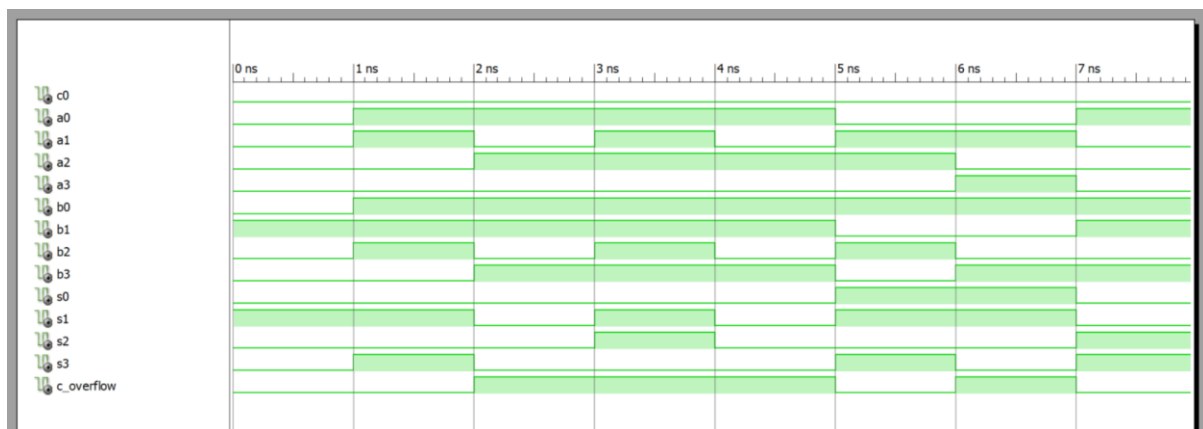 0 ns 1 ns 2 ns 3 ns 4 ns 5 ns 6 ns 7 ns
c0
a0
a1
a2
a3
b0
b1
b2
b3
s0
s1
s2
s3
c_overflow